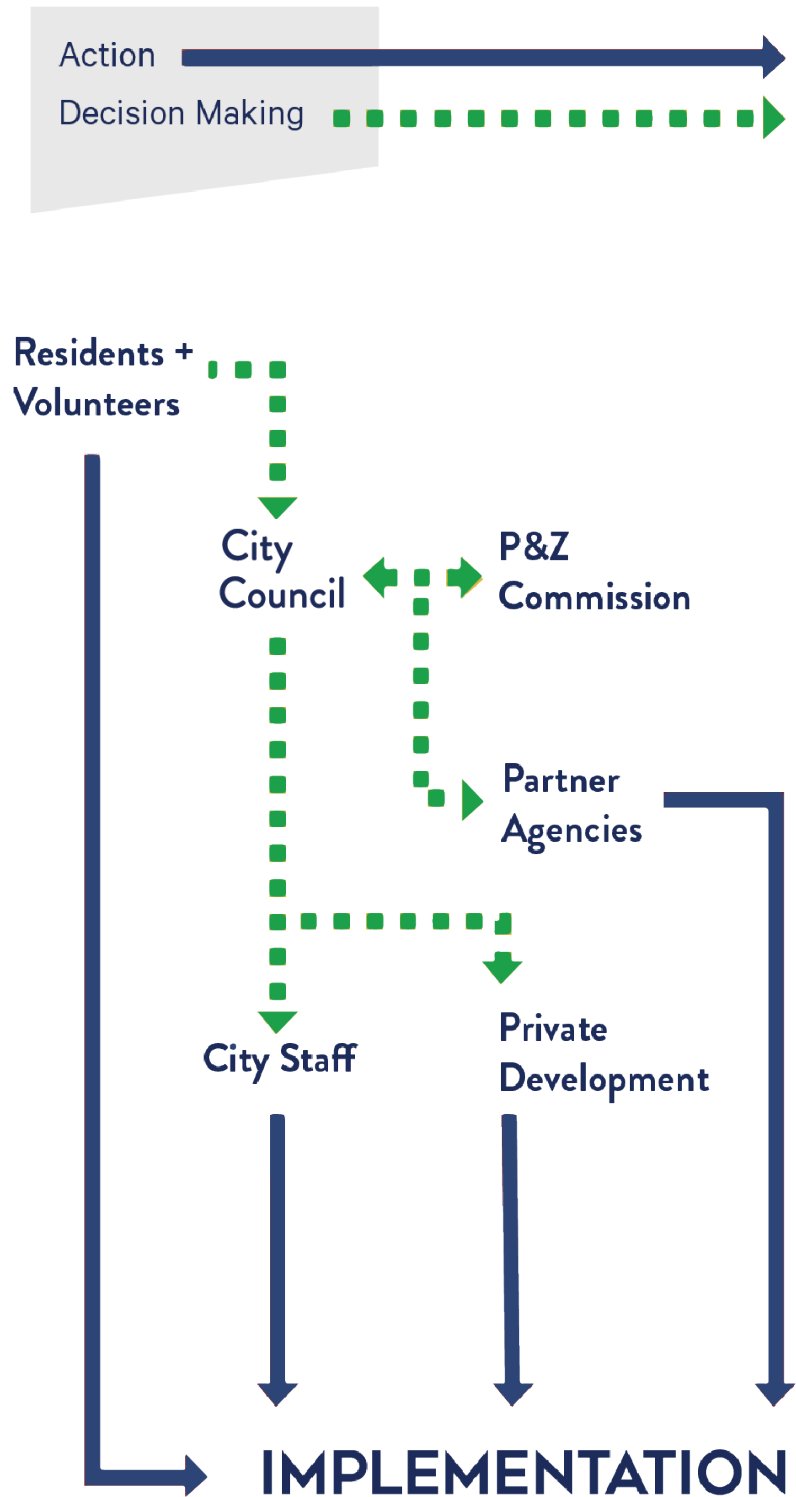 Action
Decision Making
Residents +
Volunteers
City
Council
P&Z
Commission
Partner
Agencies
City Staff
Private
Development
IMPLEMENTATION